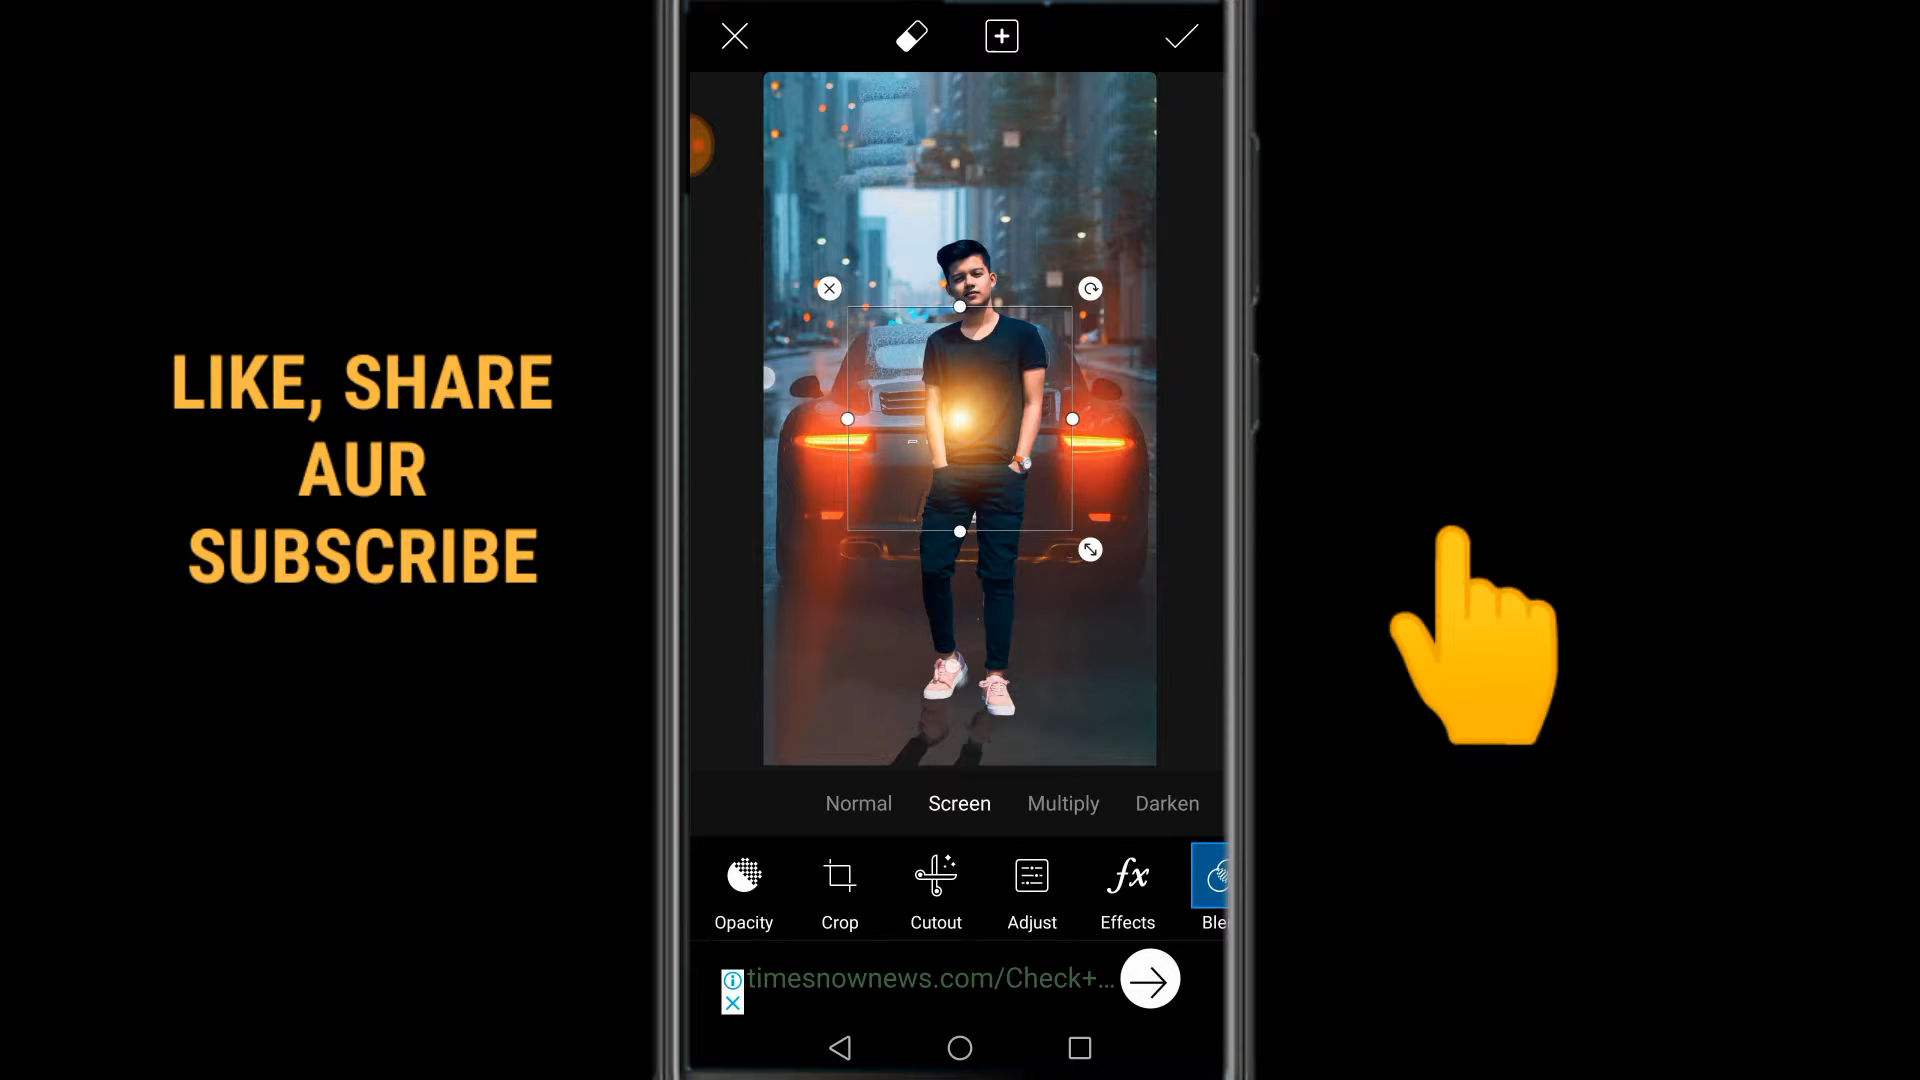 LIKE, SHARE
AUR
SUBSCRIBE
Normal Screen Multiply Darken
Opacity Crop Cutout Adjust Effects Ble
timesnownews.com/Check+...